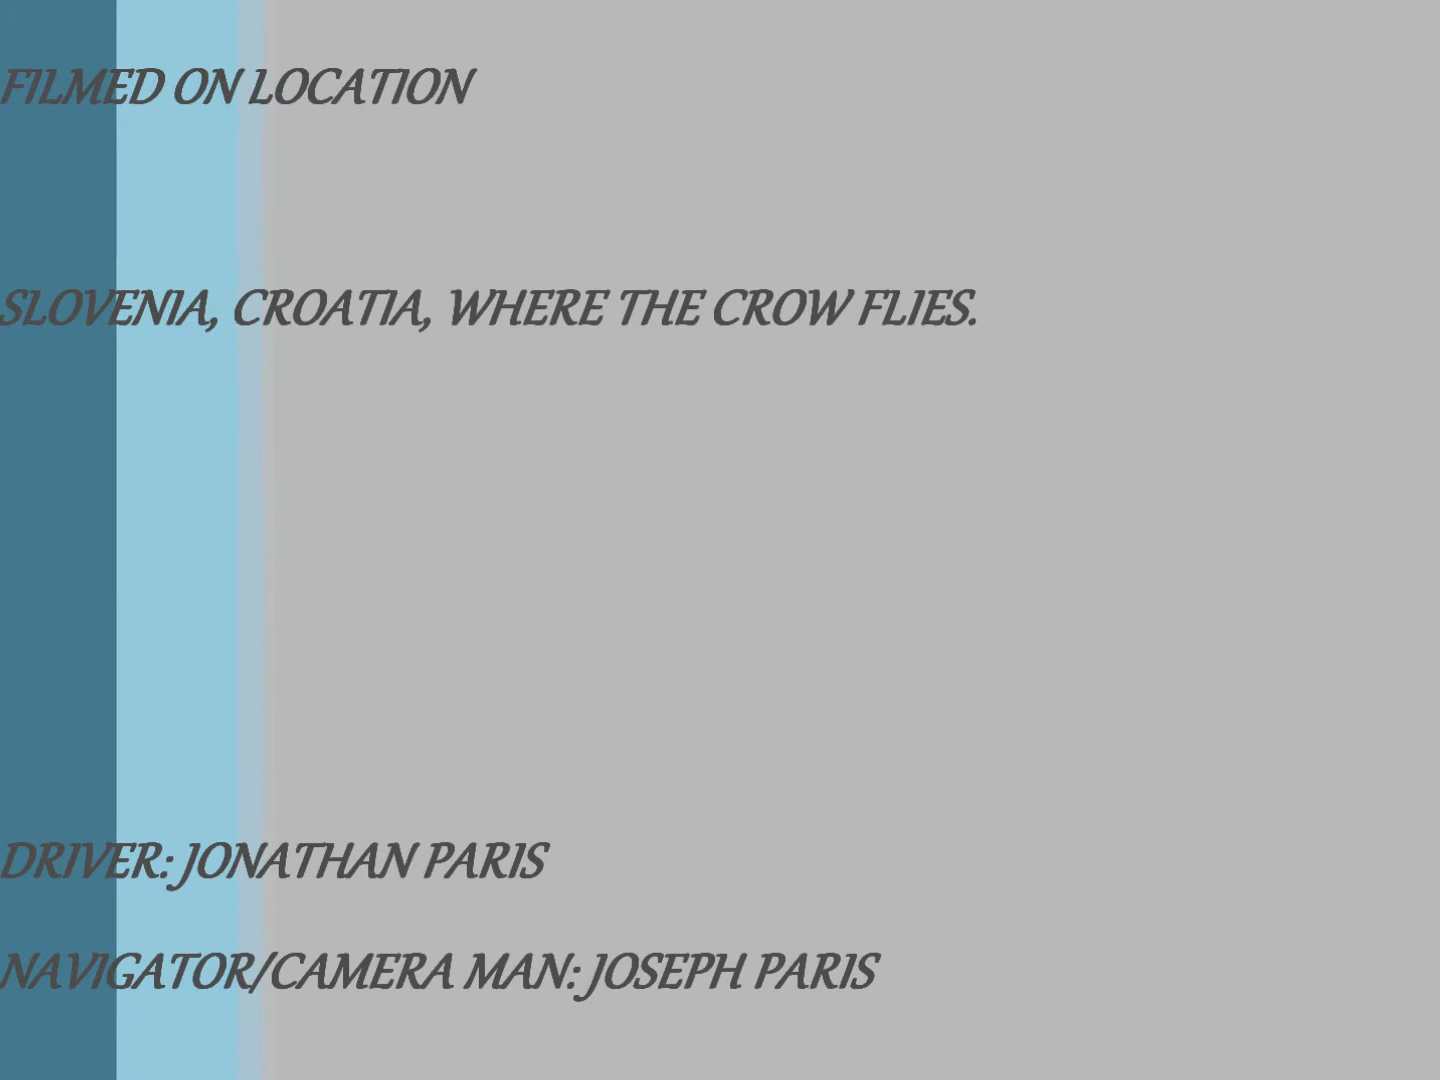 FILMED ON LOCATION
SLOVENIA, CROATIA, WHERE THE CROW FLIES.
DRIVER: JONATHAN PARIS
NAVIGATOR/CAMERA MAN: JOSEPH PARIS